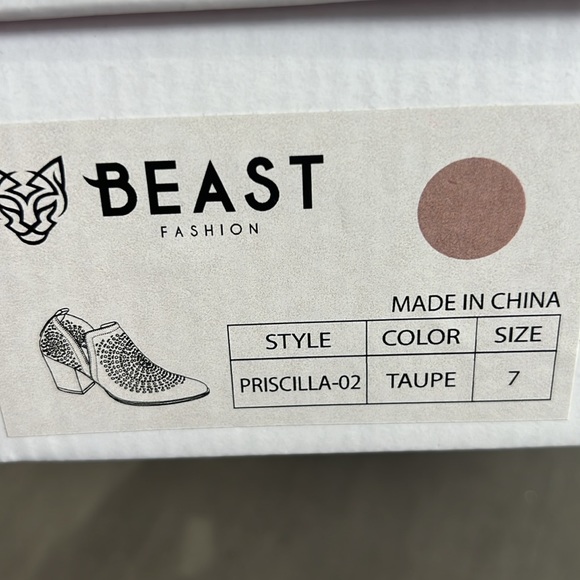 BEAST
FASHION
MADE IN CHINA
STYLE COLOR SIZE
PRISCILLA-02 TAUPE 7